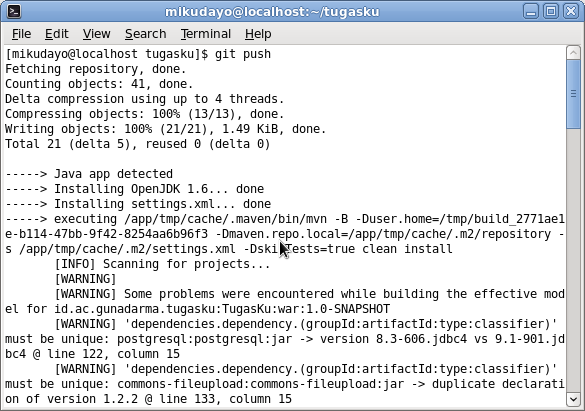 mikudayo@localhost:~/tugasku
File Edit View Search Terminal Help
[mikudayo@localhost tugasku]$ git push
Fetching repository, done.
Counting objects: 41, done.
Delta compression using up to 4 threads.
Compressing objects: 100% (13/13), done.
Writing objects: 100% (21/21), 1.49 KiB, done.
Total 21 (delta 5), reused 0 (delta 0)
-----> Java app detected
-----> Installing OpenJDK 1.6... done
-----> Installing settings.xml... done
-----> executing /app/tmp/cache/.maven/bin/mvn -B -Duser.home=/tmp/build_2771ae1
e-b114-47bb-9f42-8254aa6b96f3 -Dmaven.repo.local=/app/tmp/cache/.m2/repository -
s /app/tmp/cache/.m2/settings.xml -DskipTests=true clean install
[INFO] Scanning for projects...
[WARNING]
[WARNING] Some problems were encountered while building the effective mod
el for id.ac.gunadarma.tugasku:TugasKu:war:1.0-SNAPSHOT
[WARNING] 'dependencies.dependency.(groupId:artifactId:type:classifier)'
must be unique: postgresql:postgresql:jar -> version 8.3-606.jdbc4 vs 9.1-901.jd
bc4 @ line 122, column 15
[WARNING] 'dependencies.dependency.(groupId:artifactId:type:classifier)'
must be unique: commons-fileupload:commons-fileupload:jar -> duplicate declarati
on of version 1.2.2 @ line 133, column 15